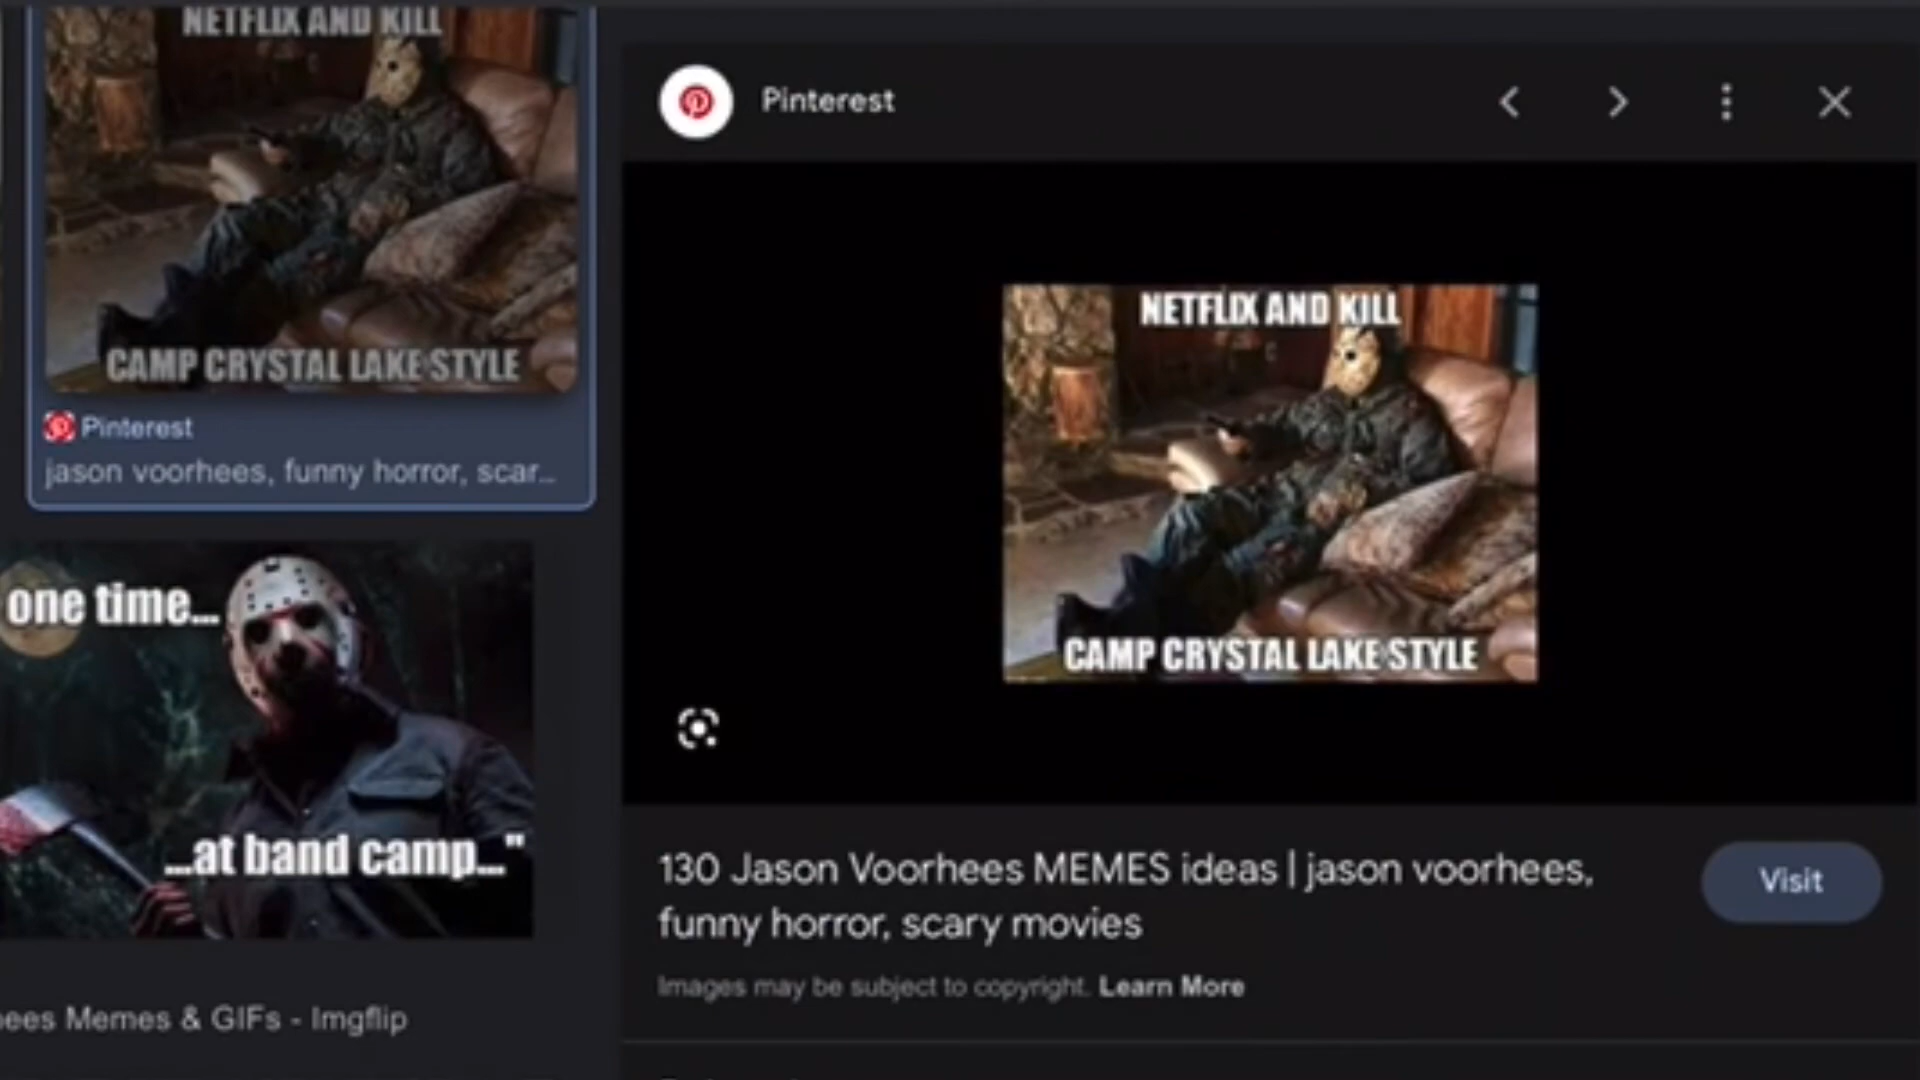 NETFLIX AND KILL
CAMP CRYSTAL LAKE STYLE
Pinterest
jason voorhees, funny horror, scar...
one time...
...at band camp..."
ees Memes & GIFs - Imgflip
Pinterest
NETFLIX AND KILL
CAMP CRYSTAL LAKE STYLE
130 Jason Voorhees MEMES ideas | jason voorhees,
funny horror, scary movies
Visit
Images may be subject to copyright. Learn More